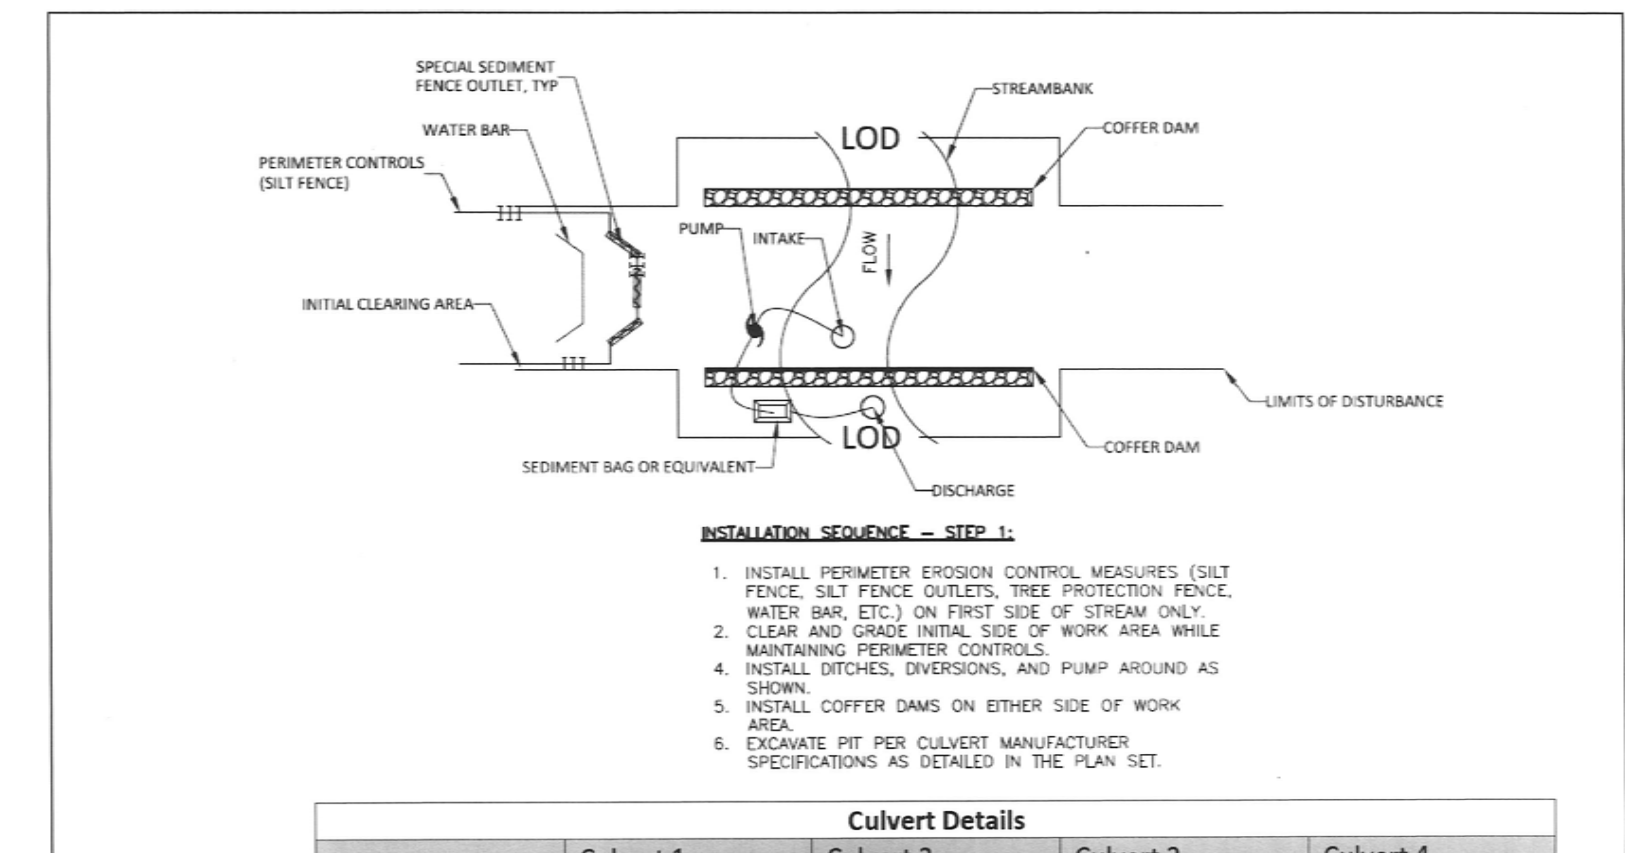 SPECIAL SEDIMENT
FENCE OUTLET, TYP
STREAMBANK
WATER BAR
LOD
COFFER DAM
PERIMETER CONTROLS
(SILT FENCE)
PUMP
INTAKE
FLOW
INITIAL CLEARING AREA
LIMITS OF DISTURBANCE
LOD
COFFER DAM
SEDIMENT BAG OR EQUIVALENT
DISCHARGE
INSTALLATION SEQUENCE – STEP 1:
1. INSTALL PERIMETER EROSION CONTROL MEASURES (SILT
FENCE, SILT FENCE OUTLETS, TREE PROTECTION FENCE,
WATER BAR, ETC.) ON FIRST SIDE OF STREAM ONLY.
2. CLEAR AND GRADE INITIAL SIDE OF WORK AREA WHILE
MAINTAINING PERIMETER CONTROLS.
4. INSTALL DITCHES, DIVERSIONS, AND PUMP AROUND AS
SHOWN.
5. INSTALL COFFER DAMS ON EITHER SIDE OF WORK
AREA.
6. EXCAVATE PIT PER CULVERT MANUFACTURER
SPECIFICATIONS AS DETAILED IN THE PLAN SET.
Culvert Details